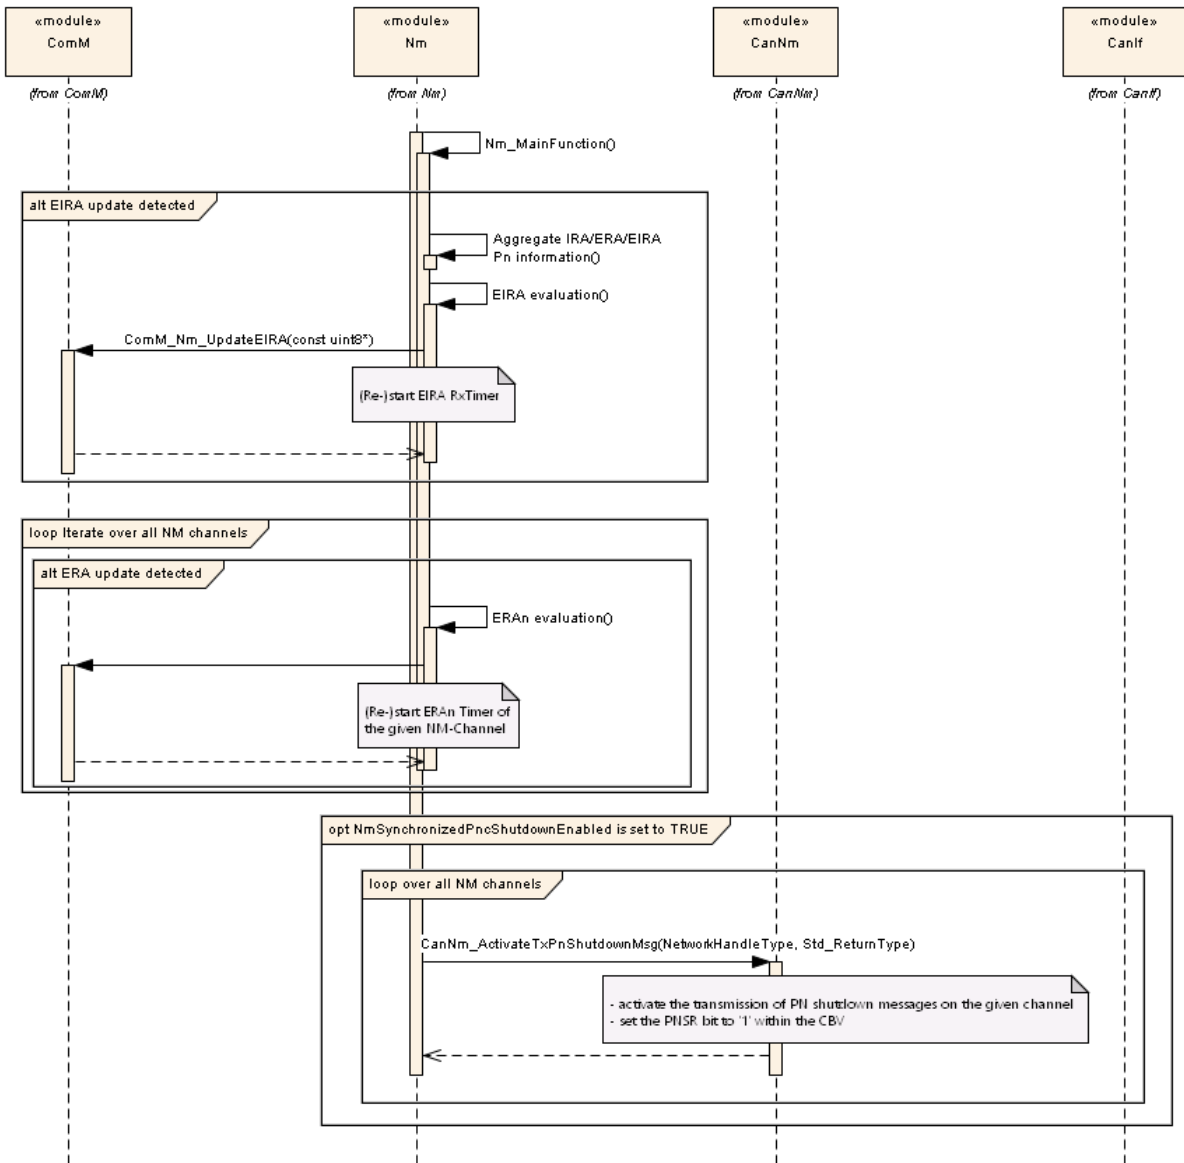 «module»
ComM
«module»
Nm
«module»
CanNm
«module»
CanIf
(from ComM)
(from Nm)
(from CanNm)
(from CanIf)
Nm_MainFunction()
alt EIRA update detected
Aggregate IRA/ERA/EIRA
Pn information()
EIRA evaluation()
ComM_Nm_UpdateEIRA(const uint8*)
(Re-)start EIRA RxTimer
loop Iterate over all NM channels
alt ERA update detected
ERAn evaluation()
(Re-)start ERAn Timer of
the given NM-Channel
opt NmSynchronizedPncShutdownEnabled is set to TRUE
loop over all NM channels
CanNm_ActivateTxPnShutdownMsg(NetworkHandleType, Std_ReturnType)
- activate the transmission of PN shutdown messages on the given channel
- set the PNSR bit to '1' within the CBV